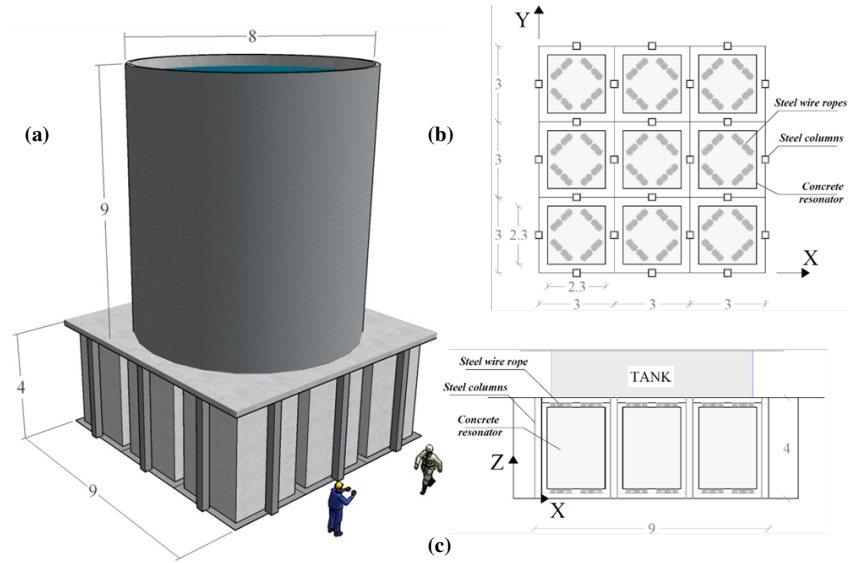 (a)
8
9
4
9
(b)
Y
3
3
3
2.3
2.3
3
3
3
X
Steel wire ropes
Steel columns
Concrete
resonator
(c)
Steel wire rope
Steel columns
Concrete
resonator
TANK
Z
X
4
9